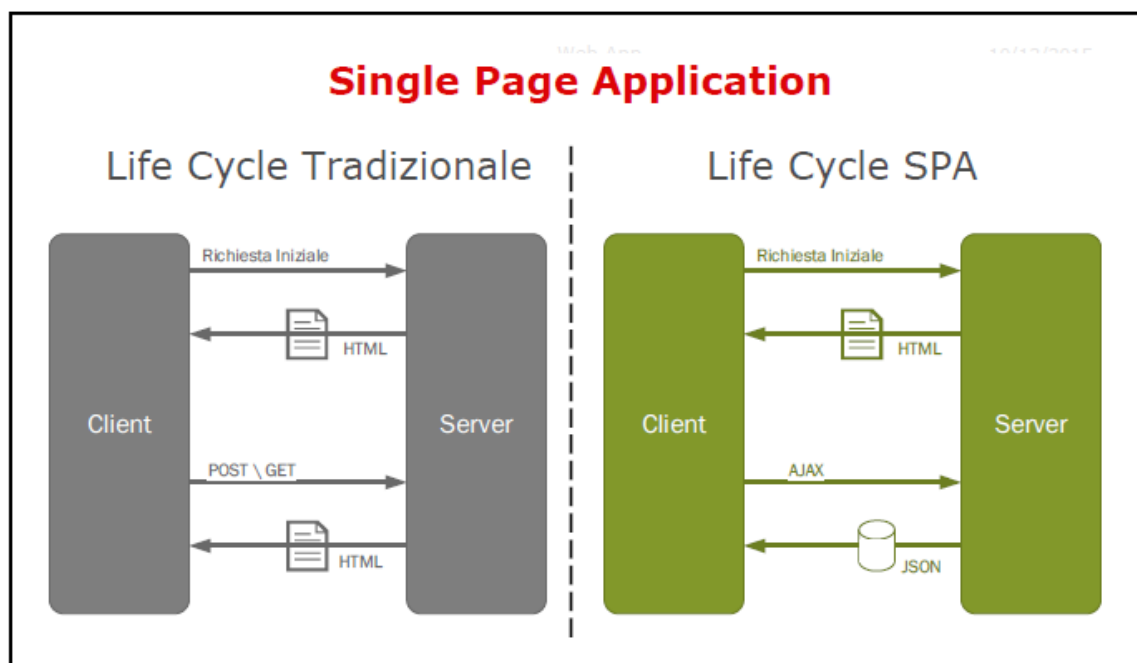 Single Page Application
Life Cycle Tradizionale
Life Cycle SPA
Richiesta Iniziale
HTML
Client
Server
POST \ GET
HTML
Richiesta Iniziale
HTML
Client
Server
AJAX
JSON